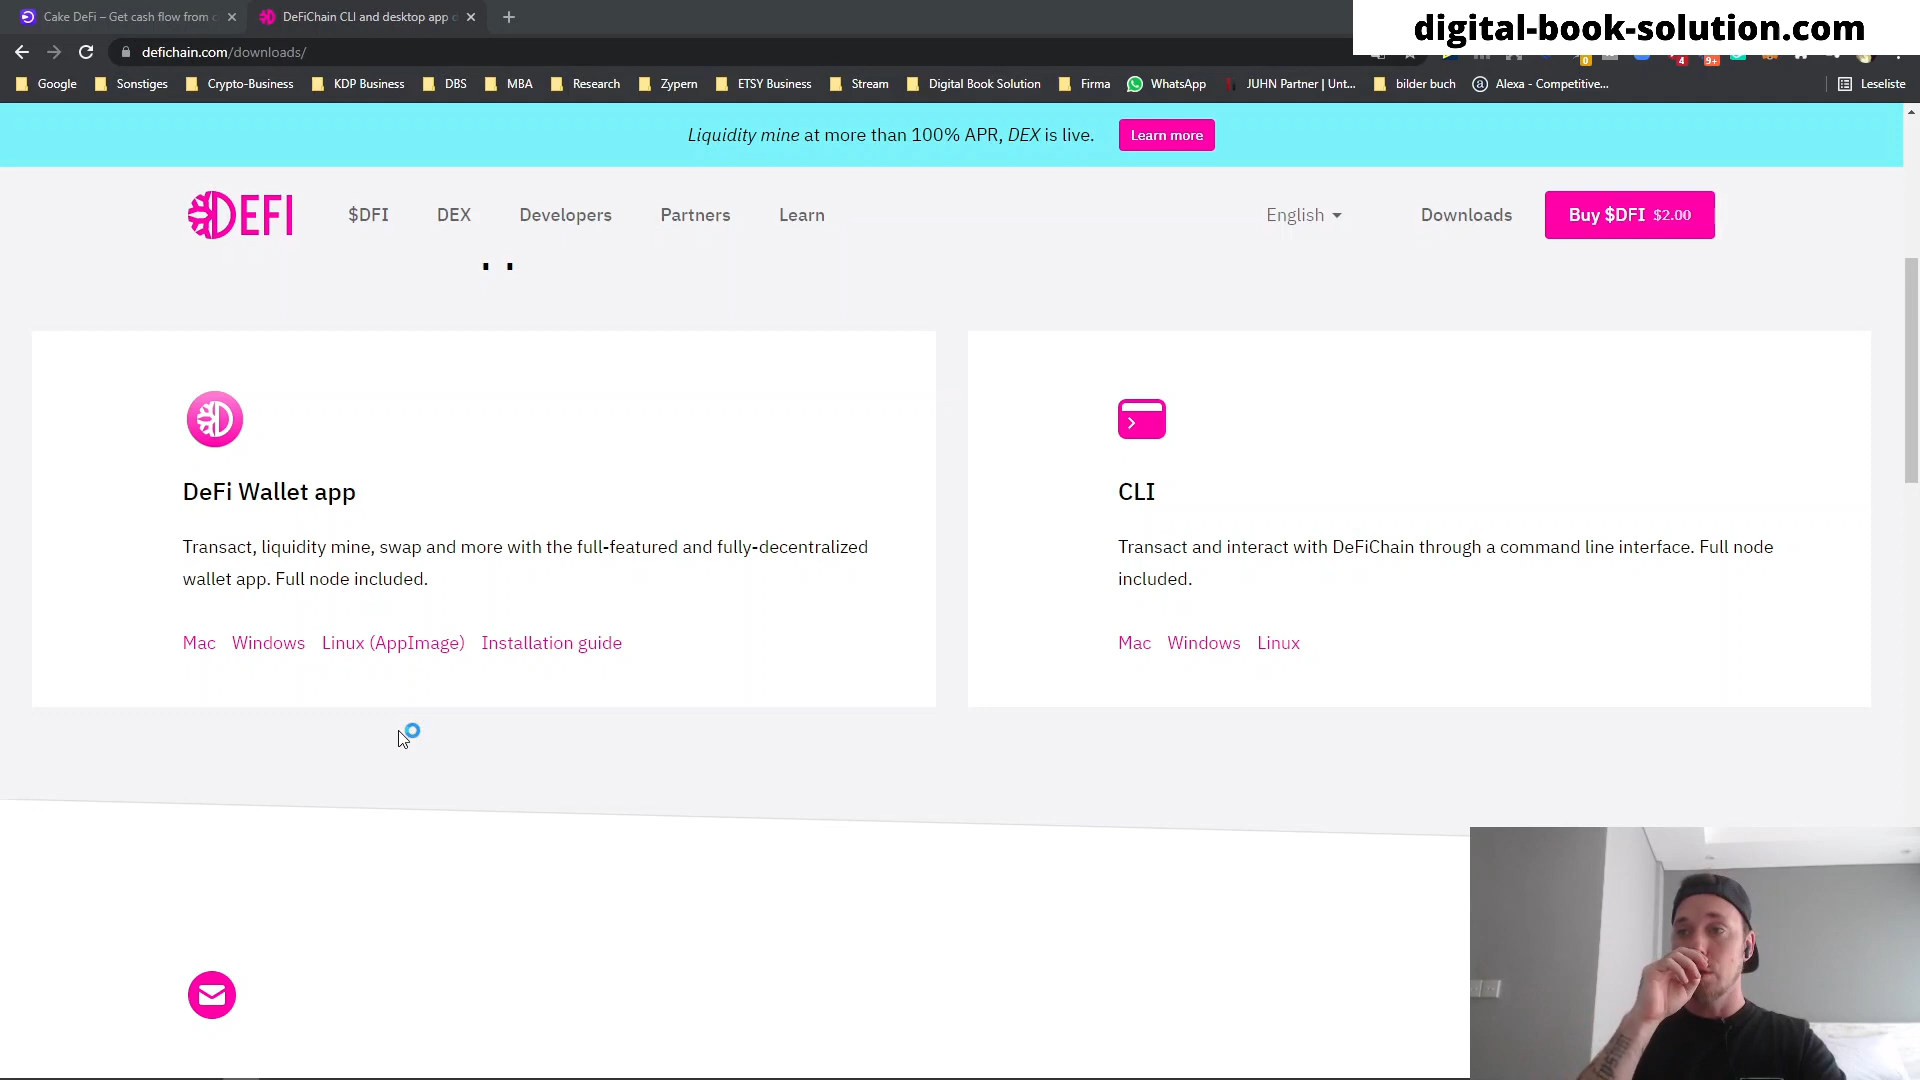 Cake DeFi – Get cash flow from
DeFiChain CLI and desktop app
digital-book-solution.com
defichain.com/downloads/
Google
Sonstiges
Crypto-Business
KDP Business
DBS
MBA
Research
Zypern
ETSY Business
Stream
Digital Book Solution
Firma
WhatsApp
JUHN Partner | Unt...
bilder buch
Alexa - Competitive...
Leseliste
Liquidity mine at more than 100% APR, DEX is live.
Learn more
DEFI
$DFI
DEX
Developers
Partners
Learn
English
Downloads
Buy $DFI $2.00
DeFi Wallet app
Transact, liquidity mine, swap and more with the full-featured and fully-decentralized
wallet app. Full node included.
Mac Windows Linux (AppImage) Installation guide
CLI
Transact and interact with DeFiChain through a command line interface. Full node
included.
Mac Windows Linux